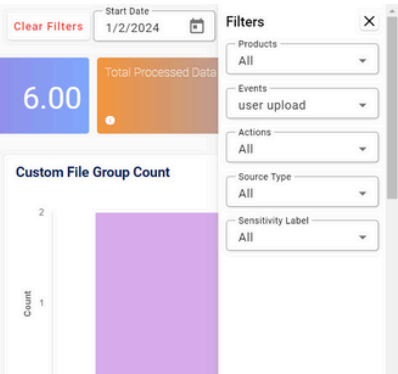 Clear Filters
Start Date
1/2/2024
6.00
Total Processed Data
Custom File Group Count
2
1
Count
Filters
Products
All
Events
user upload
Actions
All
Source Type
All
Sensitivity Label
All